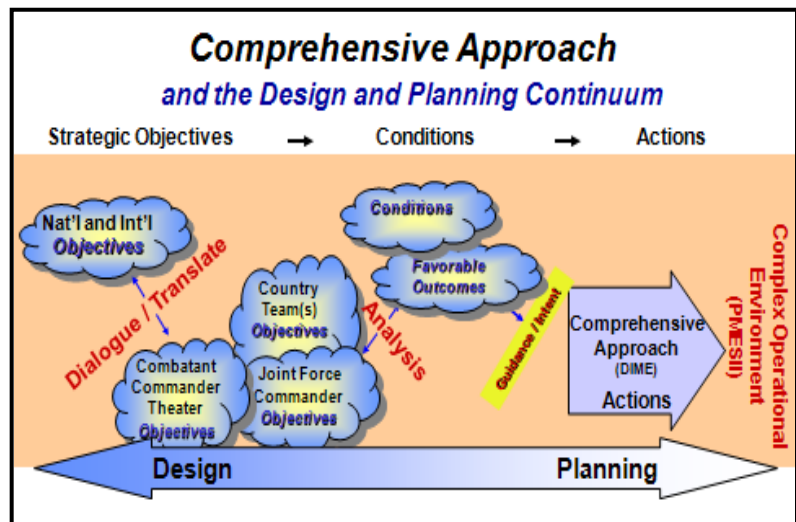 Comprehensive Approach
and the Design and Planning Continuum
Strategic Objectives → Conditions → Actions
Nat'l and Int'l
Objectives
Dialogue / Translate
Combatant
Commander
Theater
Objectives
Country
Team(s)
Objectives
Joint Force
Commander
Objectives
Analysis
Conditions
Favorable
Outcomes
Guidance / Intent
Comprehensive
Approach
(DIME)
Actions
Complex Operational
Environment
(PMESII)
Design
Planning